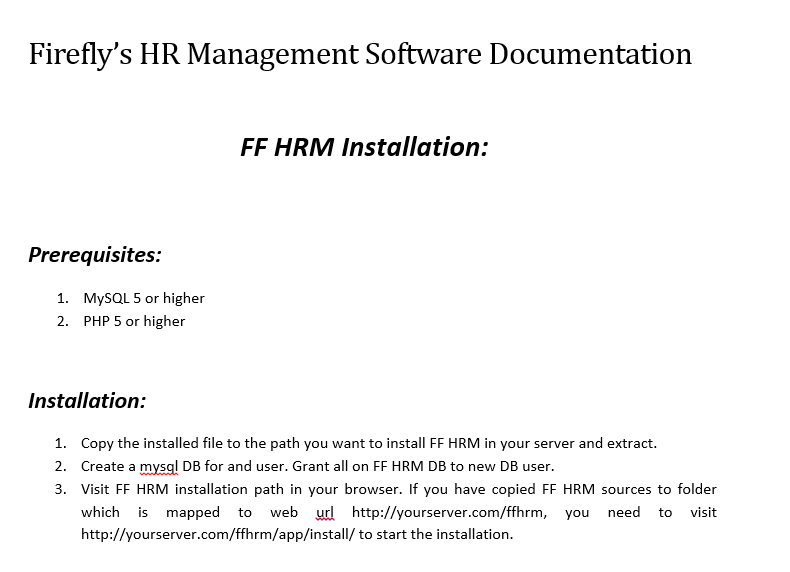 Firefly’s HR Management Software Documentation
FF HRM Installation:
Prerequisites:
1. MySQL 5 or higher
2. PHP 5 or higher
Installation:
1. Copy the installed file to the path you want to install FF HRM in your server and extract.
2. Create a mysql DB for and user. Grant all on FF HRM DB to new DB user.
3. Visit FF HRM installation path in your browser. If you have copied FF HRM sources to folder
which is mapped to web url http://yourserver.com/ffhrm, you need to visit
http://yourserver.com/ffhrm/app/install/ to start the installation.